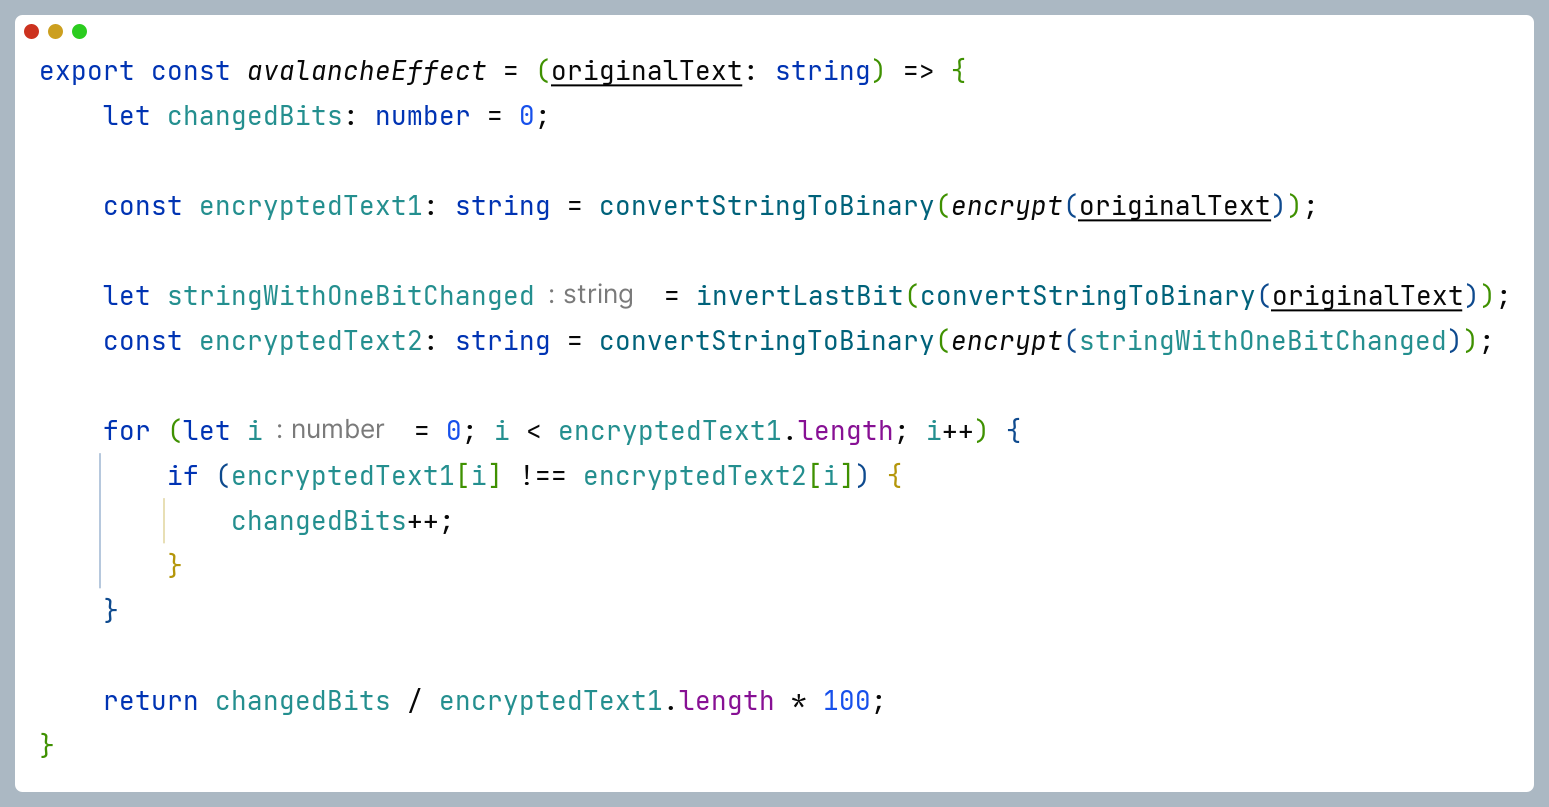 export const avalancheEffect = (originalText: string) => {
    let changedBits: number = 0;
    const encryptedText1: string = convertStringToBinary(encrypt(originalText));
    let stringWithOneBitChanged : string = invertLastBit(convertStringToBinary(originalText));
    const encryptedText2: string = convertStringToBinary(encrypt(stringWithOneBitChanged));
    for (let i : number = 0; i < encryptedText1.length; i++) {
        if (encryptedText1[i] !== encryptedText2[i]) {
            changedBits++;
        }
    }
    return changedBits / encryptedText1.length * 100;
}